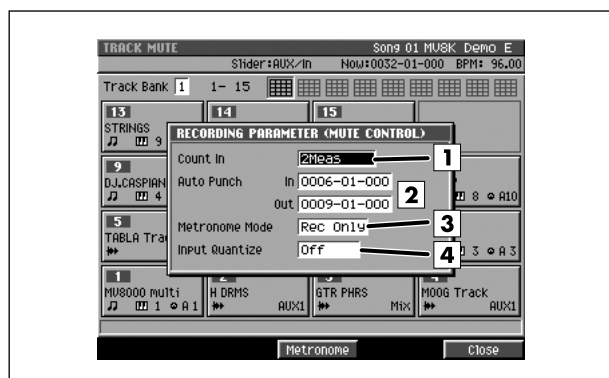 TRACK MUTE Song 01 MV8K Demo E
Slider:AUX/In Now:0032-01-000 BPM: 96.00
Track Bank 1 1- 15
13 14 15
STRINGS
9
RECORDING PARAMETER (MUTE CONTROL)
Count In 2Meas 1
9
DJ.CASPIAN
4
Auto Punch In 0006-01-000
2
8 A10
Out 0009-01-000
5
TABLA Tra
Metronome Mode Rec Only 3
Input Quantize Off 4
3 A 3
1 2 3 4
MV8000 multi H DRMS GTR PHRS MOOG Track
1 A 1 AUX1 Mix AUX1
Metronome Close